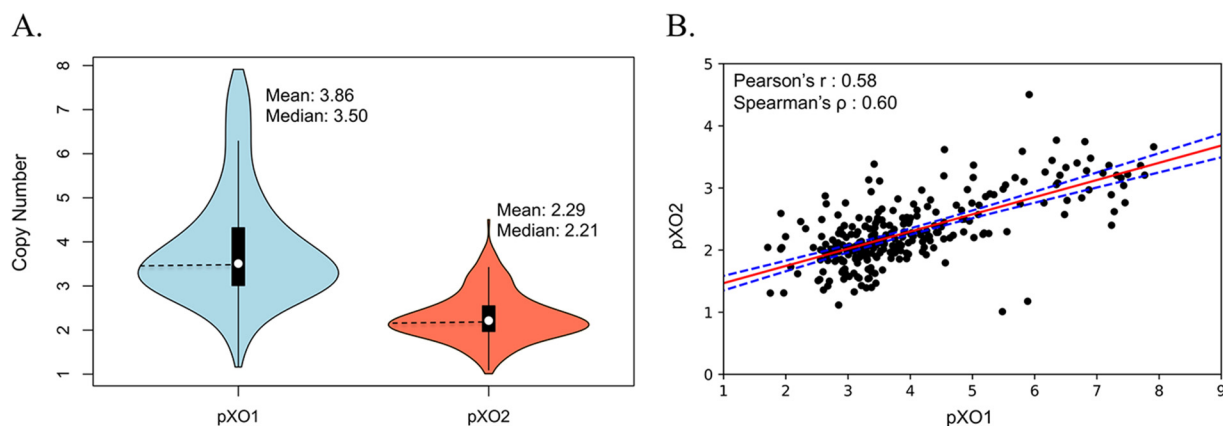 A.
8
7
6
5
4
3
2
1
Copy Number
Mean: 3.86
Median: 3.50
Mean: 2.29
Median: 2.21
pXO1
pXO2
B.
Pearson's r : 0.58
Spearman's ρ : 0.60
5
4
3
2
1
0
pXO2
1
2
3
4
5
6
7
8
9
pXO1